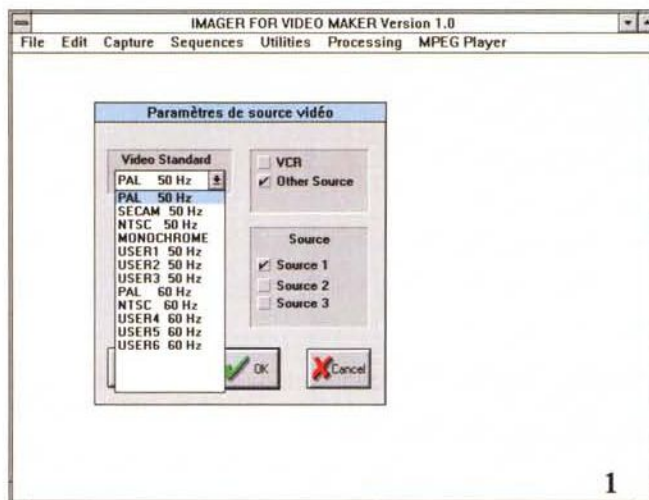 IMAGER FOR VIDEO MAKER Version 1.0
File Edit Capture Sequences Utilities Processing MPEG Player
Paramètres de source vidéo
Video Standard
PAL 50 Hz
PAL 50 Hz
SECAM 50 Hz
NTSC 50 Hz
MONOCHROME
USER1 50 Hz
USER2 50 Hz
USER3 50 Hz
PAL 60 Hz
NTSC 60 Hz
USER4 60 Hz
USER5 60 Hz
USER6 60 Hz
VCR
Other Source
Source
Source 1
Source 2
Source 3
OK
Cancel
1